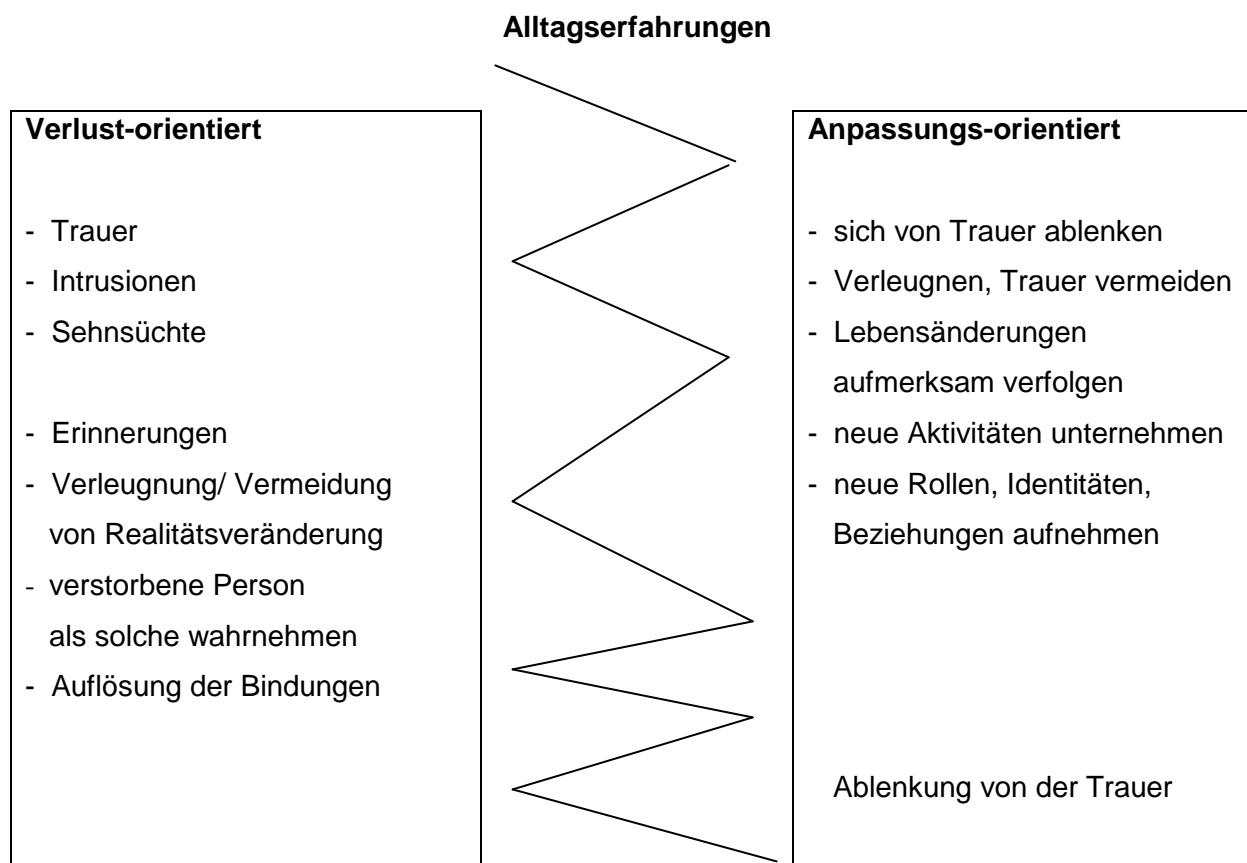 Alltagserfahrungen
Verlust-orientiert
- Trauer
- Intrusionen
- Sehnsüchte
- Erinnerungen
- Verleugnung/ Vermeidung
von Realitätsveränderung
- verstorbene Person
als solche wahrnehmen
- Auflösung der Bindungen
Anpassungs-orientiert
- sich von Trauer ablenken
- Verleugnen, Trauer vermeiden
- Lebensänderungen
aufmerksam verfolgen
- neue Aktivitäten unternehmen
- neue Rollen, Identitäten,
Beziehungen aufnehmen
Ablenkung von der Trauer